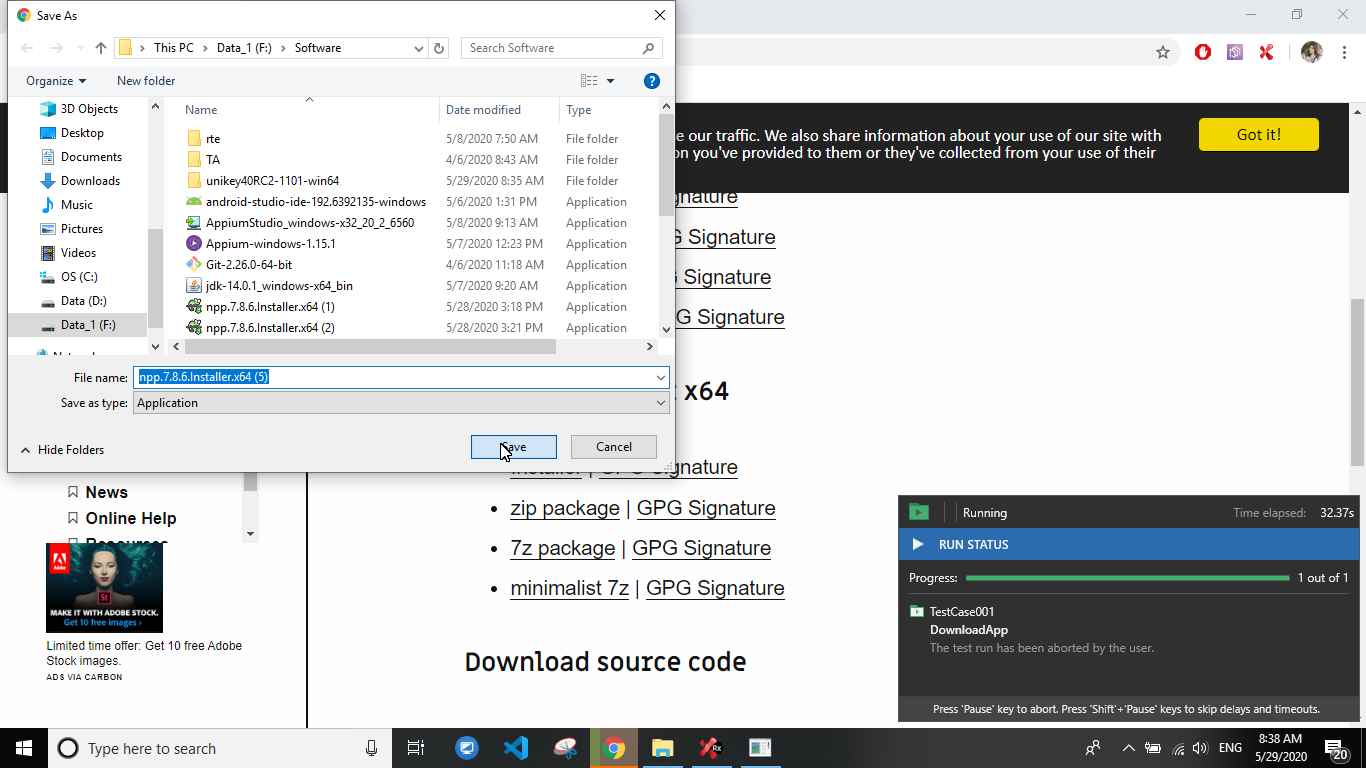 Save As
This PC > Data_1 (F:) > Software
Search Software
Organize
New folder
?
3D Objects
Desktop
Documents
Downloads
Music
Pictures
Videos
OS (C:)
Data (D:)
Data_1 (F:)
Name Date modified Type
rte 5/8/2020 7:50 AM File folder
TA 4/6/2020 8:43 AM File folder
unikey40RC2-1101-win64 5/29/2020 8:35 AM File folder
android-studio-ide-192.6392135-windows 5/6/2020 1:31 PM Application
AppiumStudio_windows-x32_20_2_6560 5/8/2020 9:13 AM Application
Appium-windows-1.15.1 5/7/2020 12:23 PM Application
Git-2.26.0-64-bit 4/6/2020 11:18 AM Application
jdk-14.0.1_windows-x64_bin 5/7/2020 9:20 AM Application
npp.7.8.6.Installer.x64 (1) 5/28/2020 3:18 PM Application
npp.7.8.6.Installer.x64 (2) 5/28/2020 3:21 PM Application
File name: npp.7.8.6.Installer.x64 (5)
Save as type: Application
Hide Folders
Save
Cancel
e our traffic. We also share information about your use of our site with
on you've provided to them or they've collected from your use of their
Got it!
gnature
G Signature
Signature
G Signature
x64
Installer | GPG Signature
• zip package | GPG Signature
• 7z package | GPG Signature
• minimalist 7z | GPG Signature
Download source code
News
Online Help
Resources
MAKE IT WITH ADOBE STOCK.
Get 10 free images ›
Adobe
St
Limited time offer: Get 10 free Adobe
Stock images.
ADS VIA CARBON
Running
Time elapsed: 32.37s
RUN STATUS
Progress: 1 out of 1
TestCase001
DownloadApp
The test run has been aborted by the user.
Press 'Pause' key to abort. Press 'Shift'+'Pause' keys to skip delays and timeouts.
Type here to search
Rx
ENG
8:38 AM
5/29/2020
20